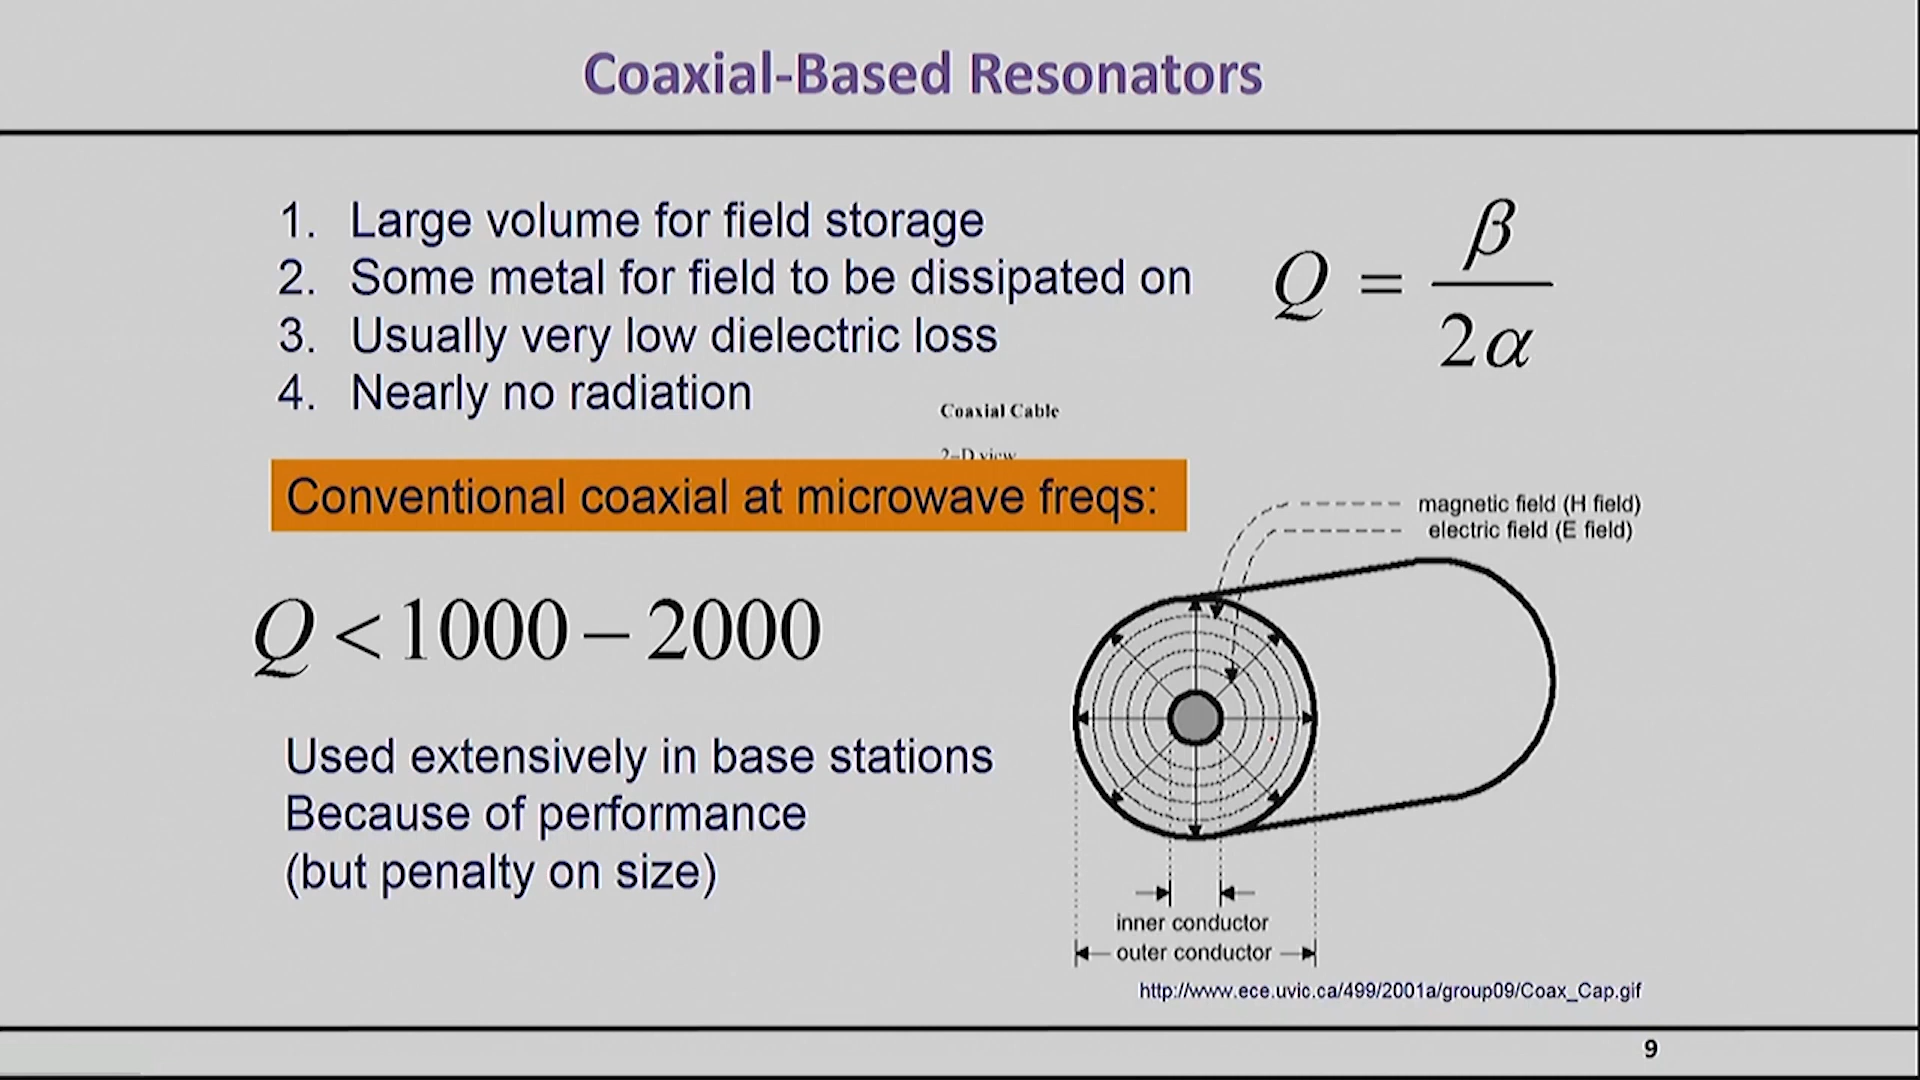 Coaxial-Based Resonators
1. Large volume for field storage
2. Some metal for field to be dissipated on
3. Usually very low dielectric loss
4. Nearly no radiation
Q = β / 2α
Coaxial Cable
2-D view
Conventional coaxial at microwave freqs:
magnetic field (H field)
electric field (E field)
Q < 1000 – 2000
Used extensively in base stations
Because of performance
(but penalty on size)
inner conductor
outer conductor
http://www.ece.uvic.ca/499/2001a/group09/Coax_Cap.gif
9